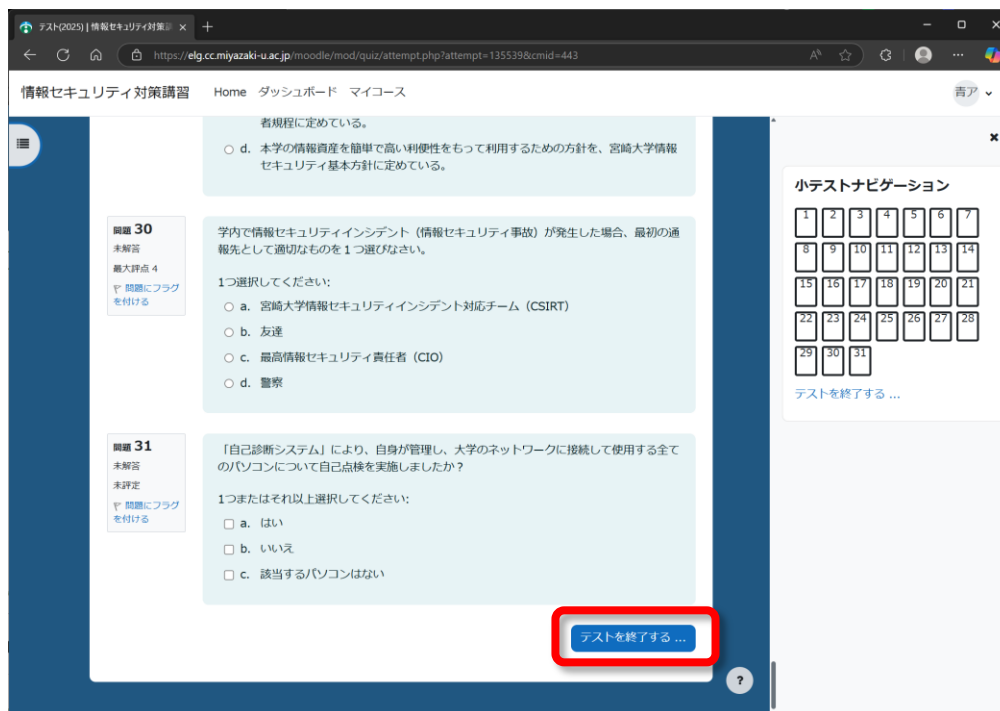 テスト(2025) | 情報セキュリティ対策
https://elg.cc.miyazaki-u.ac.jp/moodle/mod/quiz/attempt.php?attempt=135539&cmid=443
情報セキュリティ対策講習 Home ダッシュボード マイコース 青ア
者規程に定めている。
d. 本学の情報資産を簡単で高い利便性をもって利用するための方針を、宮崎大学情報
セキュリティ基本方針に定めている。
問題 30
未解答
最大評点 4
問題にフラグ
を付ける
学内で情報セキュリティインシデント（情報セキュリティ事故）が発生した場合、最初の通
報先として適切なものを１つ選びなさい。
1つ選択してください:
a. 宮崎大学情報セキュリティインシデント対応チーム（CSIRT）
b. 友達
c. 最高情報セキュリティ責任者（CIO）
d. 警察
問題 31
未解答
未評定
問題にフラグ
を付ける
「自己診断システム」により、自身が管理し、大学のネットワークに接続して使用する全て
のパソコンについて自己点検を実施しましたか？
1つまたはそれ以上選択してください:
a. はい
b. いいえ
c. 該当するパソコンはない
テストを終了する ...
?
小テストナビゲーション
1 2 3 4 5 6 7
8 9 10 11 12 13 14
15 16 17 18 19 20 21
22 23 24 25 26 27 28
29 30 31
テストを終了する ...